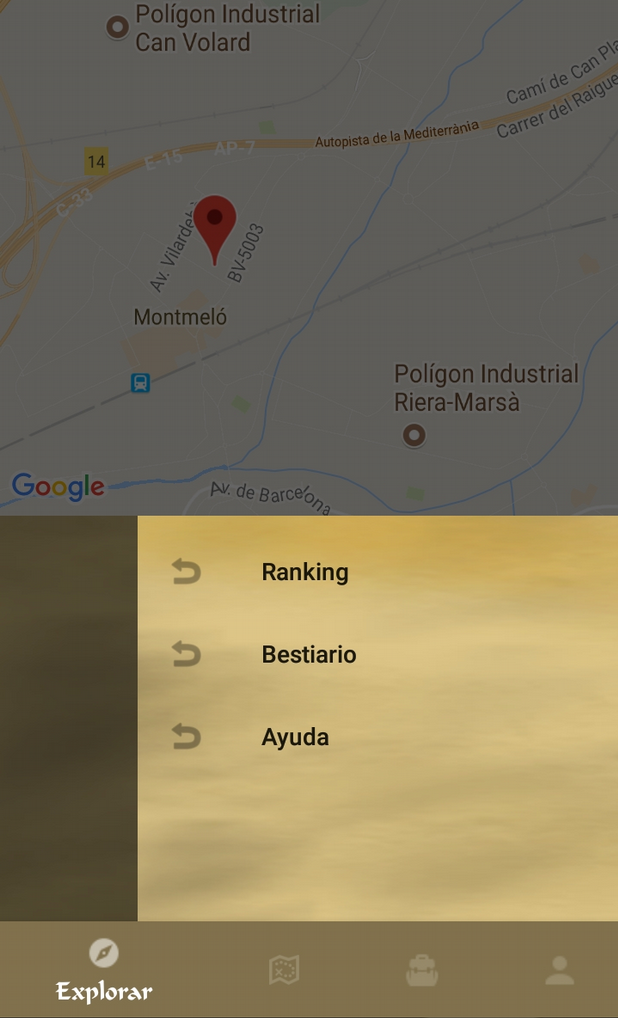 Polígon Industrial
Can Volard
Camí de Can Pla
Carrer del Raigue
Autopista de la Mediterrània
14
E-15
AP-7
C-33
Av. Vilardebò
BV-5003
Montmeló
Polígon Industrial
Riera-Marsà
Google
Av. de Barcelona
Ranking
Bestiario
Ayuda
Explorar